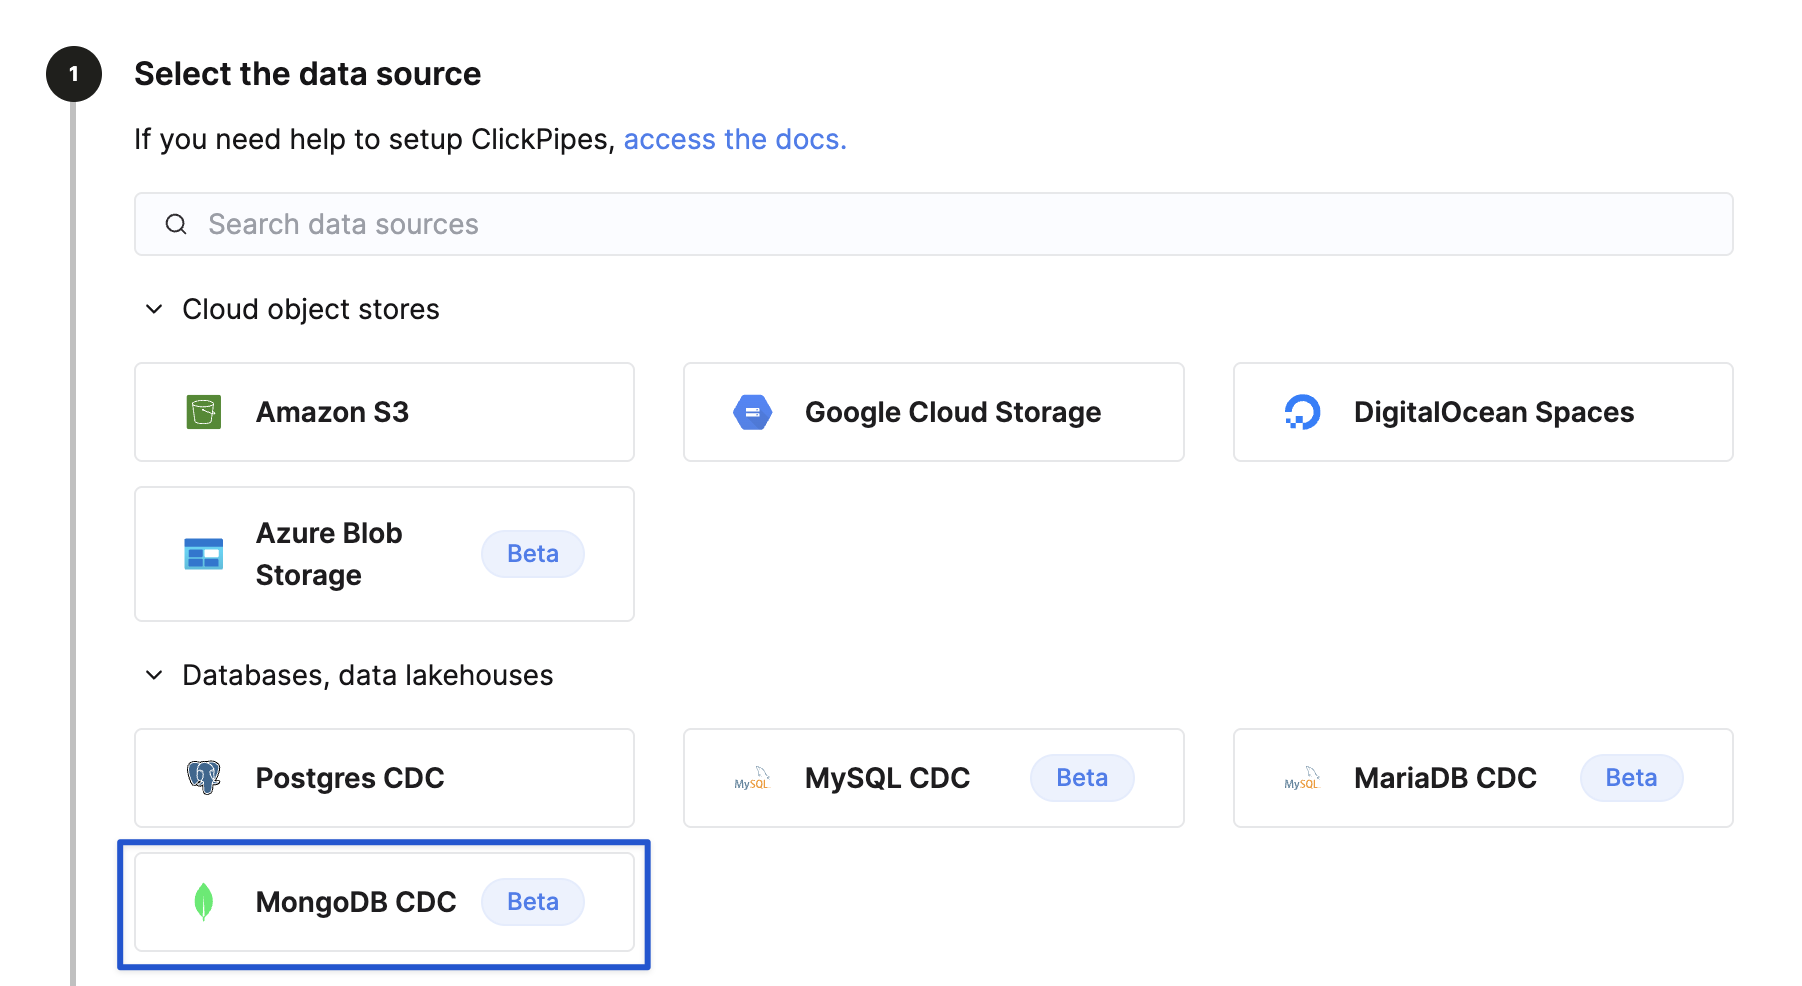 1
Select the data source
If you need help to setup ClickPipes, access the docs.
Search data sources
Cloud object stores
Amazon S3
Google Cloud Storage
DigitalOcean Spaces
Azure Blob
Storage
Beta
Databases, data lakehouses
Postgres CDC
MySQL
MySQL CDC
Beta
MySQL
MariaDB CDC
Beta
MongoDB CDC
Beta